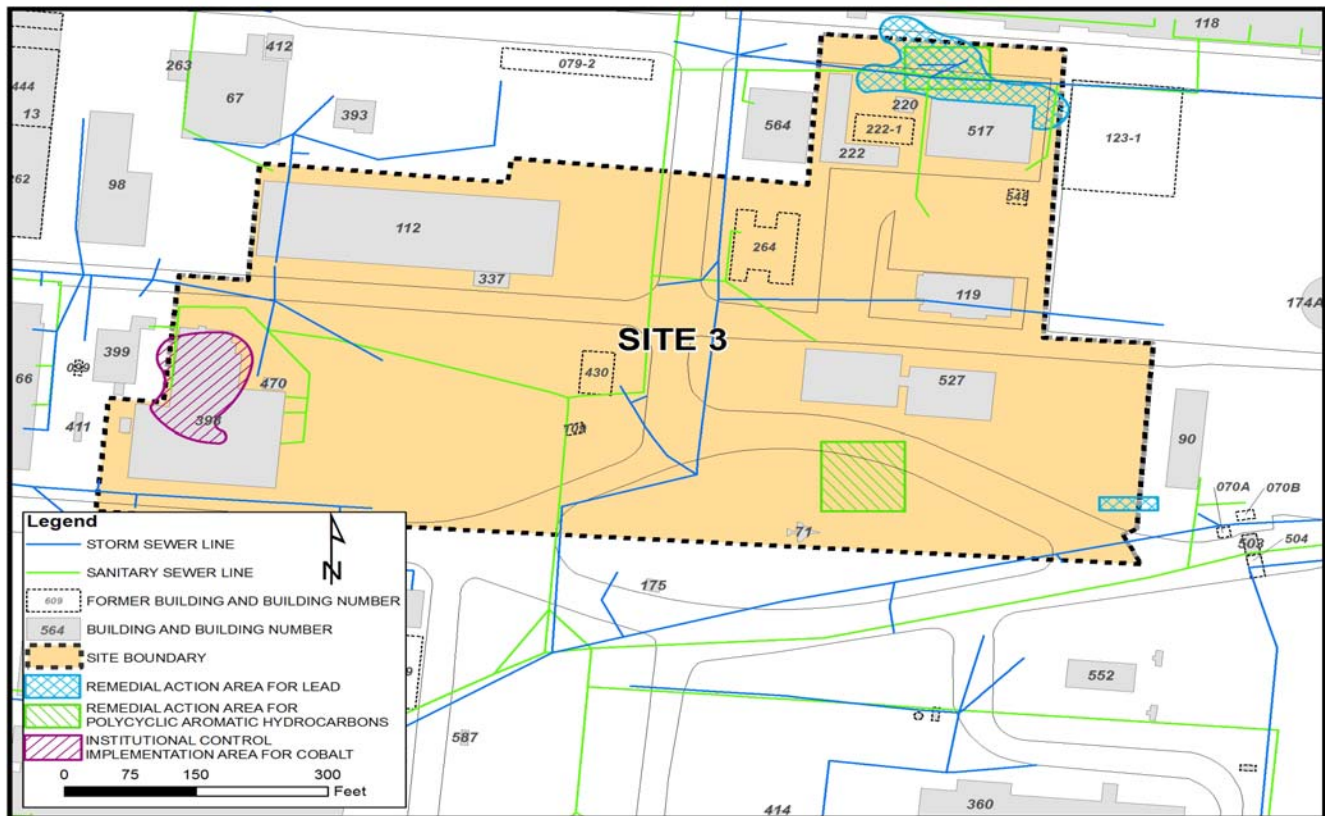 118
412
263
67
079-2
444
13
393
564
220
222-1
222
517
123-1
98
262
548
112
264
337
119
174A
SITE 3
399
099
66
470
430
527
398
411
109
90
070A
070B
71
503
504
175
552
587
9
414
360
Legend
N
STORM SEWER LINE
SANITARY SEWER LINE
609 FORMER BUILDING AND BUILDING NUMBER
564 BUILDING AND BUILDING NUMBER
SITE BOUNDARY
REMEDIAL ACTION AREA FOR LEAD
REMEDIAL ACTION AREA FOR
POLYCYCLIC AROMATIC HYDROCARBONS
INSTITUTIONAL CONTROL
IMPLEMENTATION AREA FOR COBALT
0 75 150 300
Feet